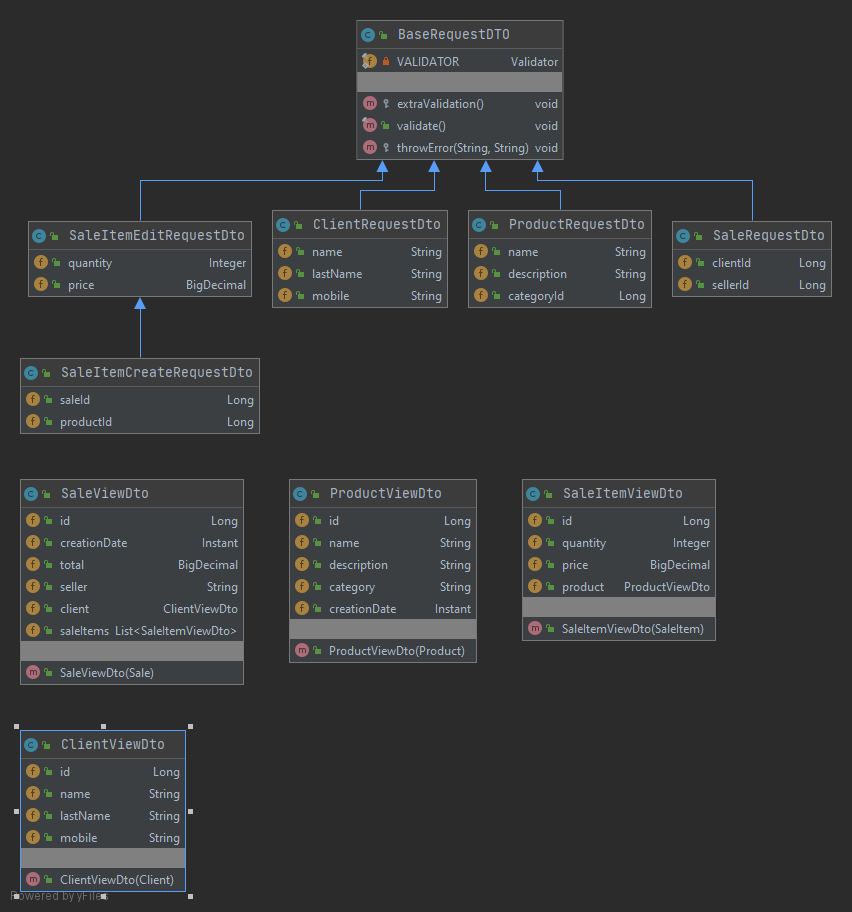 BaseRequestDTO
VALIDATOR Validator
extraValidation() void
validate() void
throwError(String, String) void
SaleItemEditRequestDto
quantity Integer
price BigDecimal
ClientRequestDto
name String
lastName String
mobile String
ProductRequestDto
name String
description String
categoryId Long
SaleRequestDto
clientId Long
sellerId Long
SaleItemCreateRequestDto
saleId Long
productId Long
SaleViewDto
id Long
creationDate Instant
total BigDecimal
seller String
client ClientViewDto
saleItems List<SaleItemViewDto>
SaleViewDto(Sale)
ProductViewDto
id Long
name String
description String
category String
creationDate Instant
ProductViewDto(Product)
SaleItemViewDto
id Long
quantity Integer
price BigDecimal
product ProductViewDto
SaleItemViewDto(SaleItem)
ClientViewDto
id Long
name String
lastName String
mobile String
ClientViewDto(Client)
Powered by yFiles